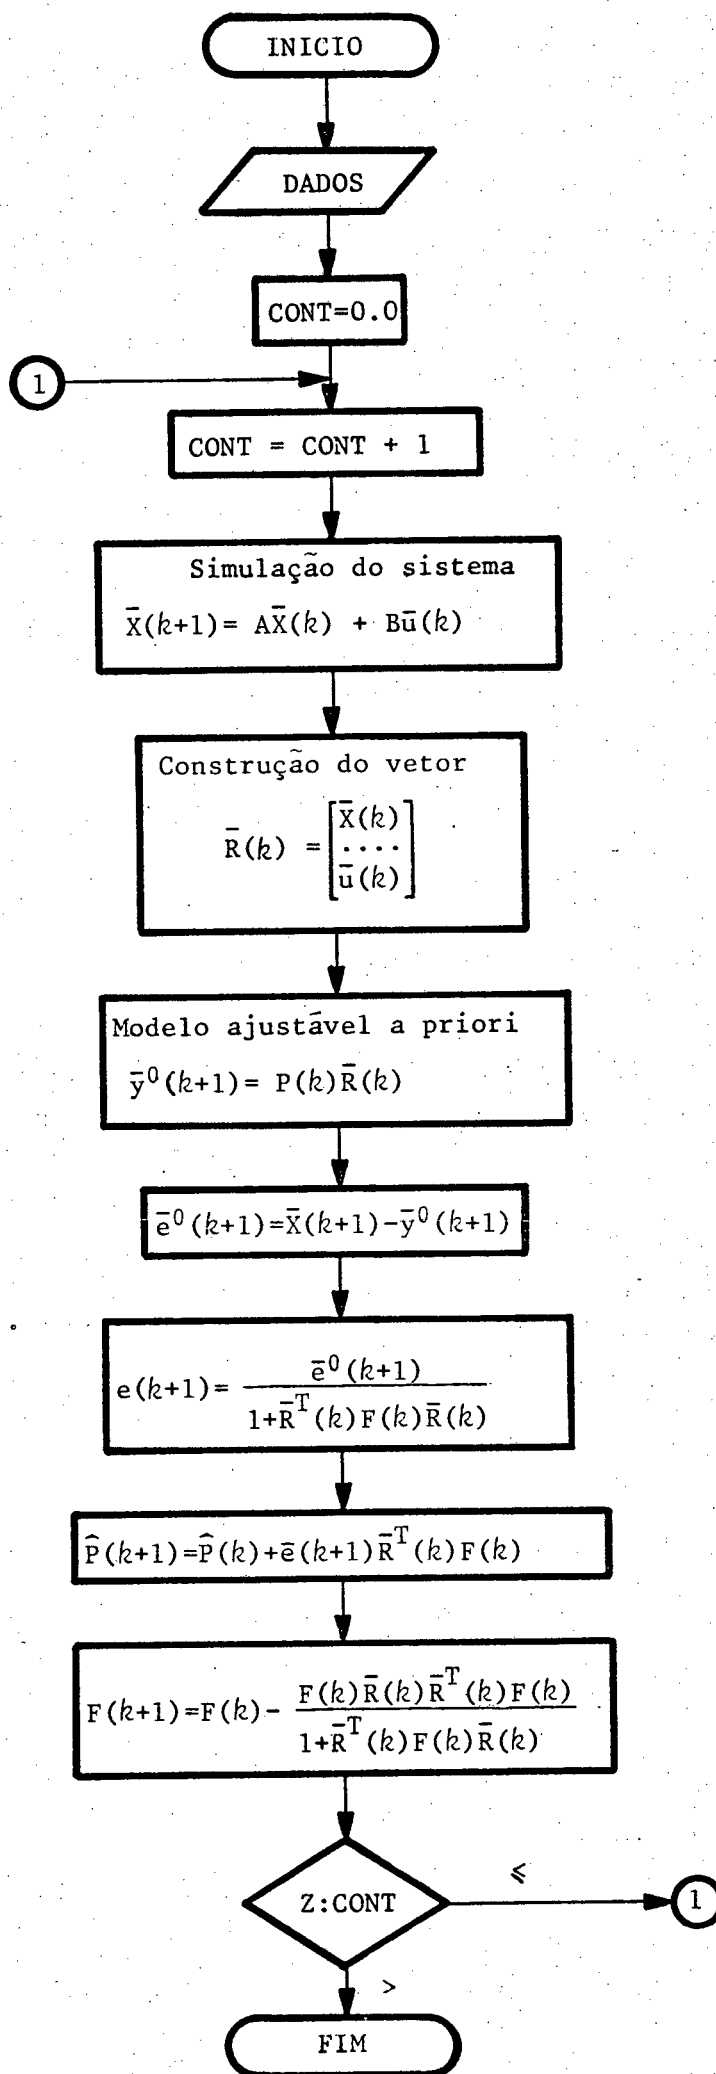 INICIO
DADOS
CONT=0.0
1
CONT = CONT + 1
Simulação do sistema
X̄(k+1)= AX̄(k) + Bū(k)
Construção do vetor
R̄(k) = [X̄(k)
....
ū(k)]
Modelo ajustável a priori
ȳ⁰(k+1)= P(k)R̄(k)
ē⁰(k+1)=X̄(k+1)-ȳ⁰(k+1)
e(k+1)= ē⁰(k+1)
1+R̄ᵀ(k)F(k)R̄(k)
P̂(k+1)=P̂(k)+ē(k+1)R̄ᵀ(k)F(k)
F(k+1)=F(k)- F(k)R̄(k)R̄ᵀ(k)F(k)
1+R̄ᵀ(k)F(k)R̄(k)
Z:CONT
⩽
1
>
FIM